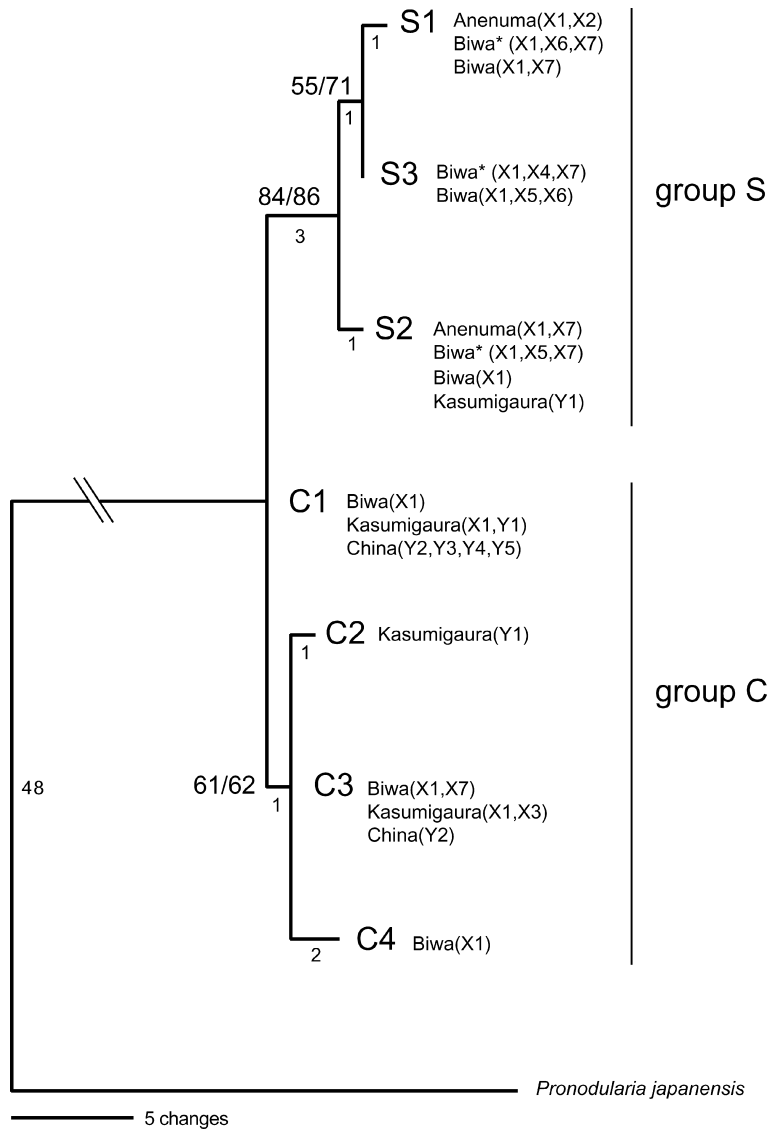 S1
Anenuma(X1,X2)
Biwa* (X1,X6,X7)
Biwa(X1,X7)
1
55/71
1
S3
Biwa* (X1,X4,X7)
Biwa(X1,X5,X6)
group S
84/86
3
S2
Anenuma(X1,X7)
Biwa* (X1,X5,X7)
Biwa(X1)
Kasumigaura(Y1)
1
C1
Biwa(X1)
Kasumigaura(X1,Y1)
China(Y2,Y3,Y4,Y5)
C2
Kasumigaura(Y1)
1
group C
61/62
1
C3
Biwa(X1,X7)
Kasumigaura(X1,X3)
China(Y2)
48
C4
Biwa(X1)
2
Pronodularia japanensis
5 changes